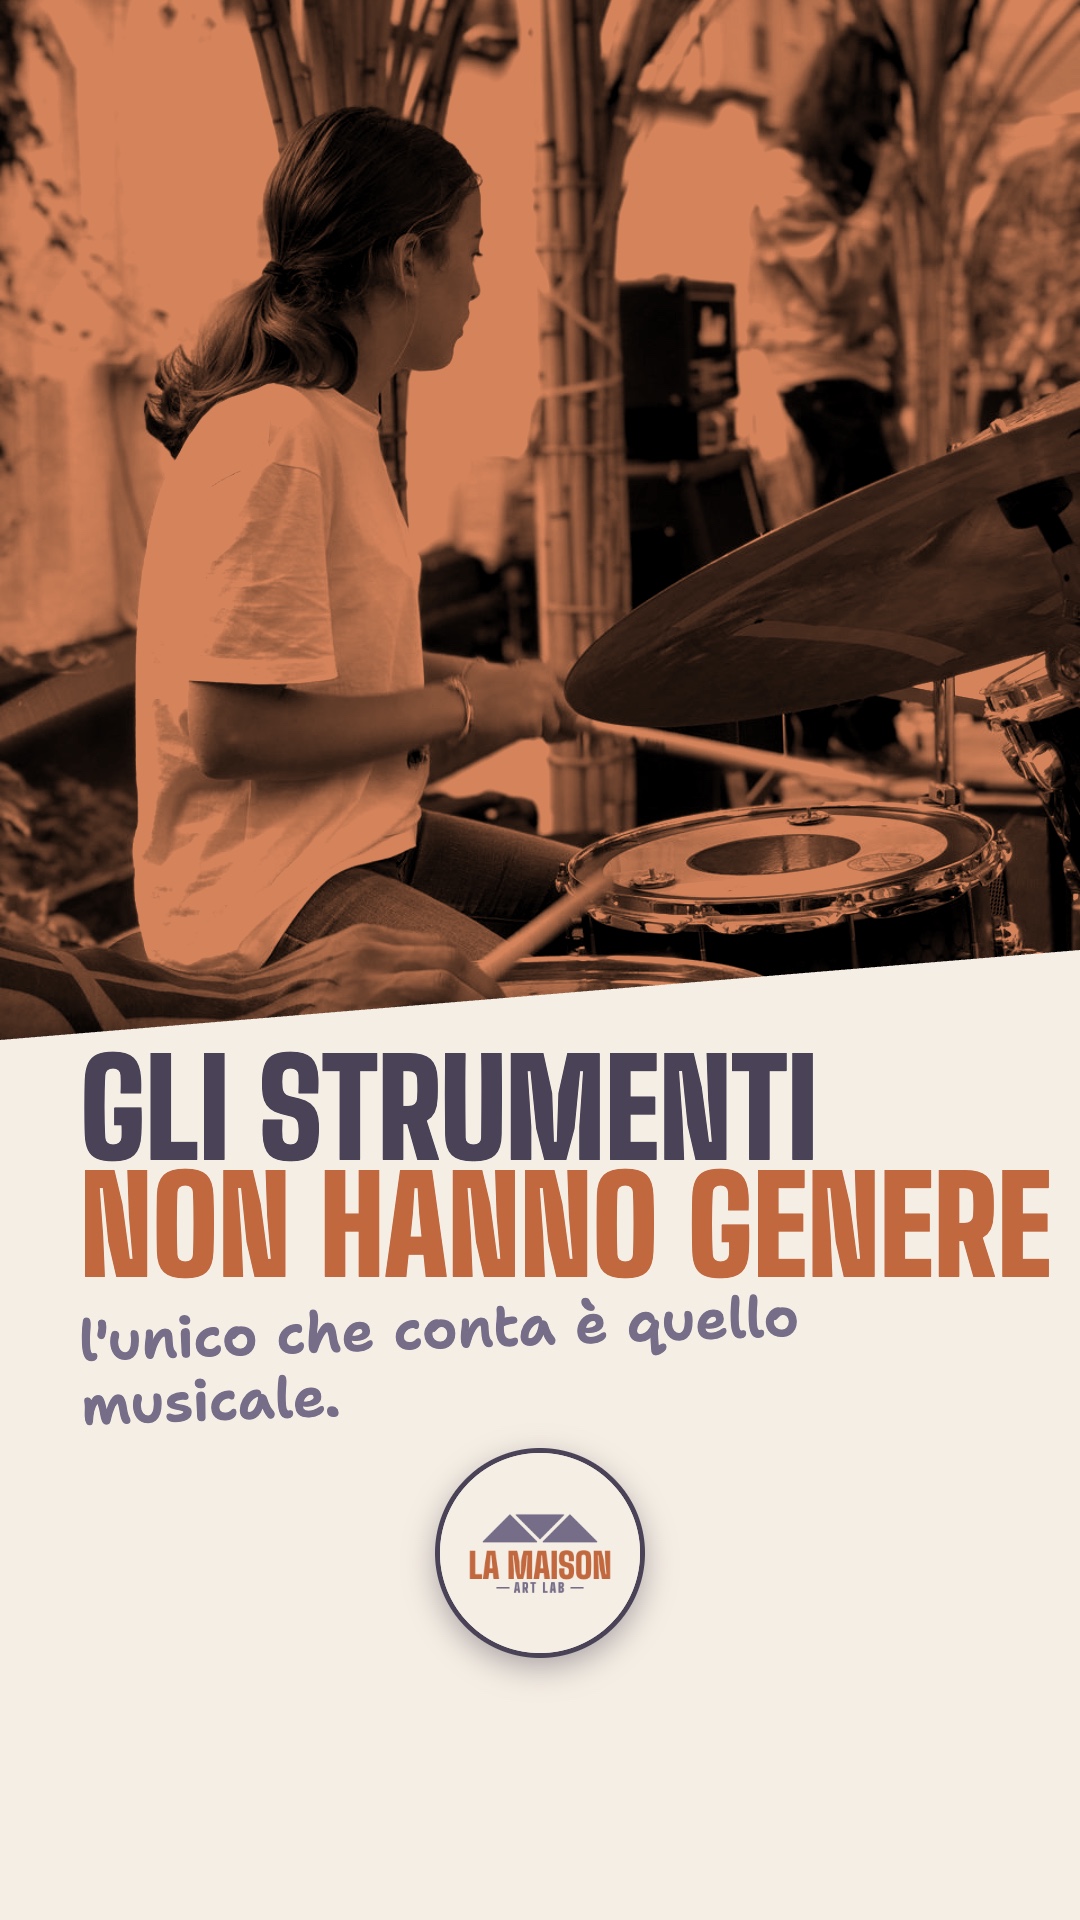 GLI STRUMENTI
NON HANNO GENERE
l'unico che conta è quello
musicale.
LA MAISON
— ART LAB —